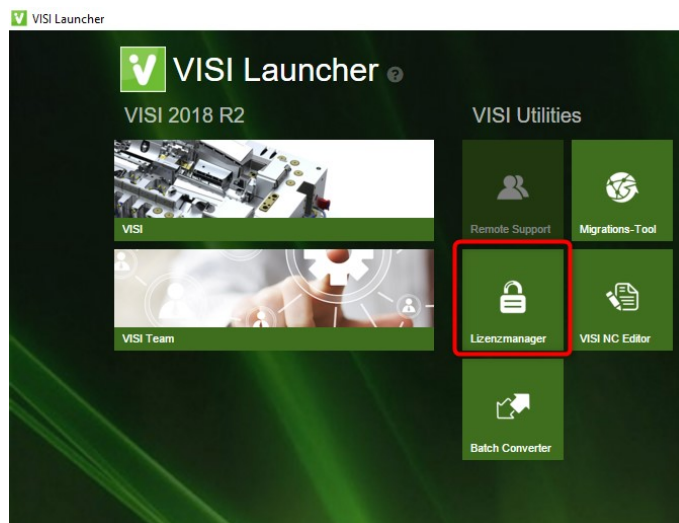 VISI Launcher
VISI Launcher ?
VISI 2018 R2
VISI Utilities
VISI
Remote Support
Migrations-Tool
VISI Team
Lizenzmanager
VISI NC Editor
Batch Converter